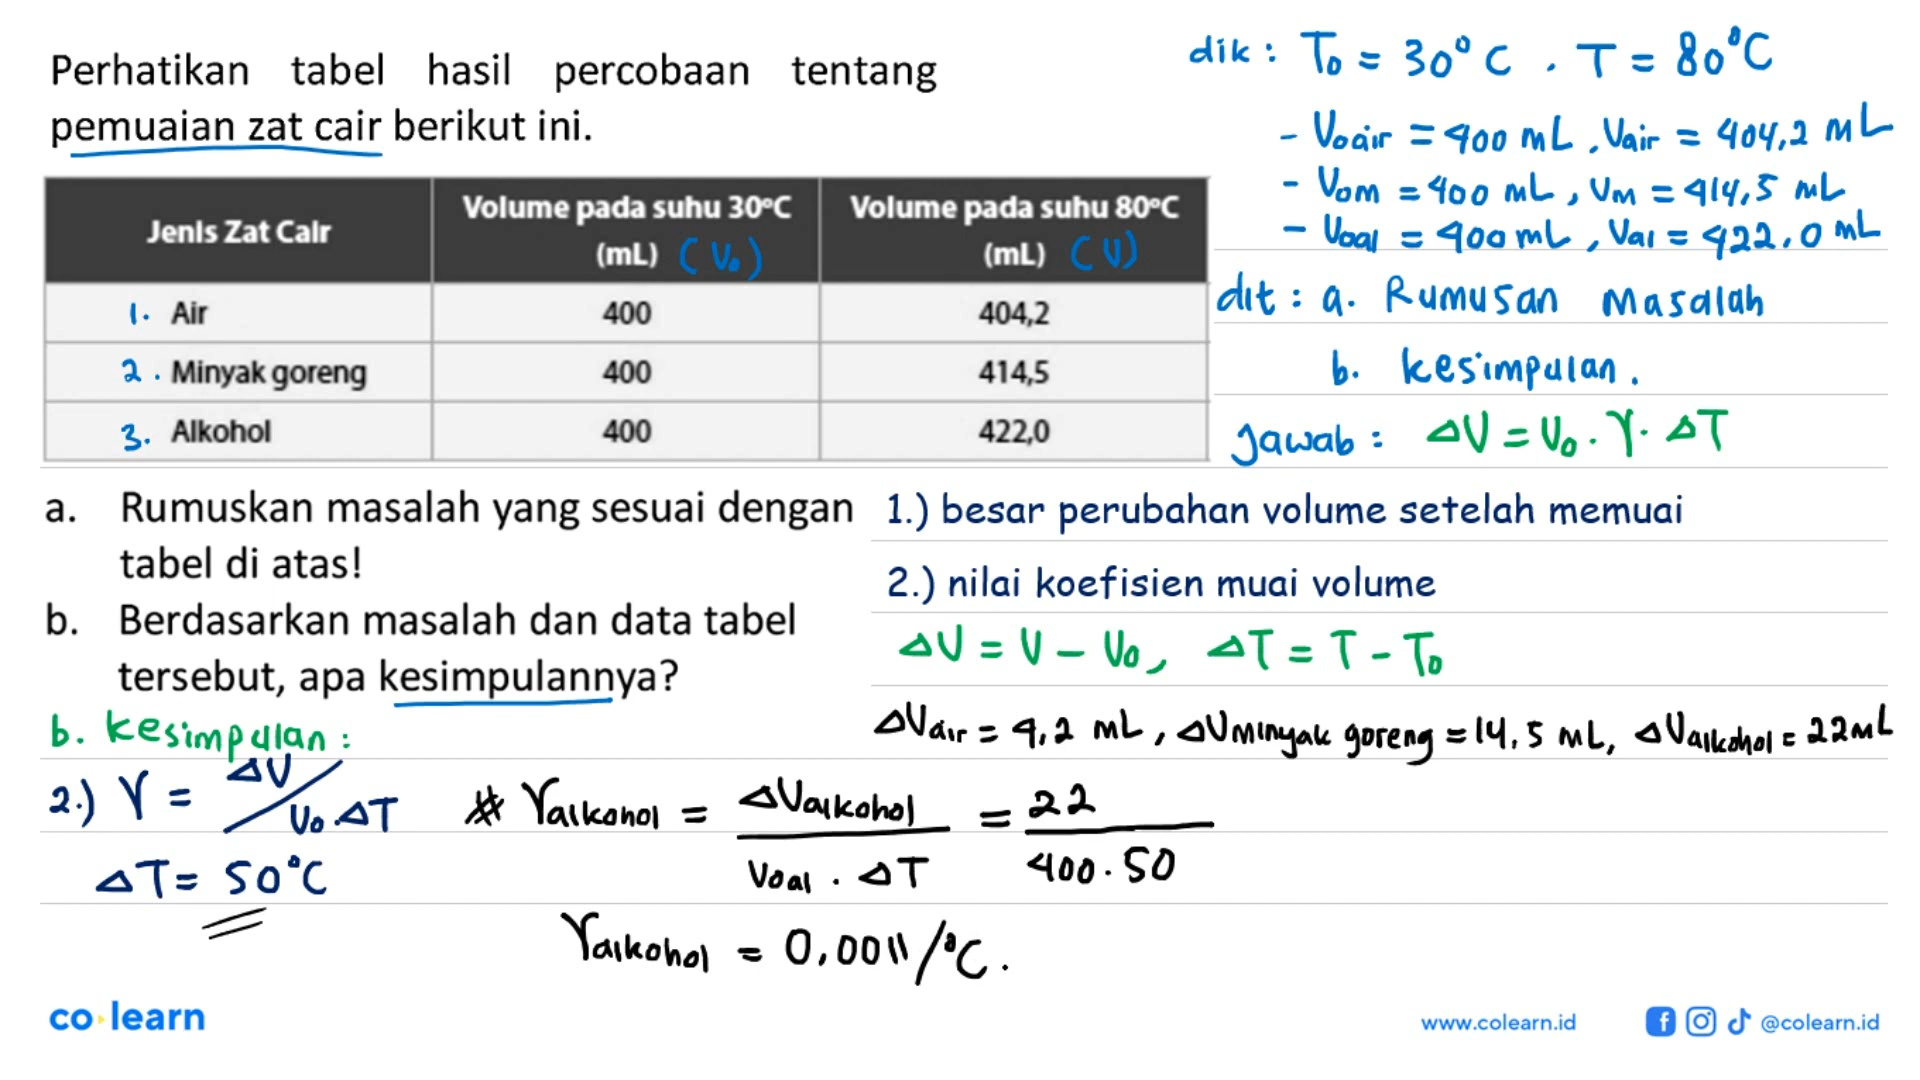 Perhatikan tabel hasil percobaan tentang
pemuaian zat cair berikut ini.
Jenis Zat Cair | Volume pada suhu 30°C (mL) (V₀) | Volume pada suhu 80°C (mL) (V)
1. Air | 400 | 404,2
2. Minyak goreng | 400 | 414,5
3. Alkohol | 400 | 422,0
a. Rumuskan masalah yang sesuai dengan
tabel di atas!
b. Berdasarkan masalah dan data tabel
tersebut, apa kesimpulannya?
dik : T₀ = 30°C . T = 80°C
- V₀air = 400 mL, Vair = 404,2 mL
- V₀m = 400 mL, Vm = 414,5 mL
- V₀al = 400 mL, Val = 422,0 mL
dit : a. Rumusan Masalah
b. kesimpulan.
Jawab : ΔV = V₀ . γ . ΔT
1.) besar perubahan volume setelah memuai
2.) nilai koefisien muai volume
ΔV = V - V₀, ΔT = T - T₀
ΔVair = 4,2 mL, ΔVminyak goreng = 14,5 mL, ΔValkohol = 22 mL
b. kesimpulan :
2.) γ = ΔV / V₀ . ΔT
ΔT = 50°C
# γalkohol = ΔValkohol / V₀al . ΔT = 22 / 400 . 50
γalkohol = 0,0011/°C.
co learn
www.colearn.id
@colearn.id